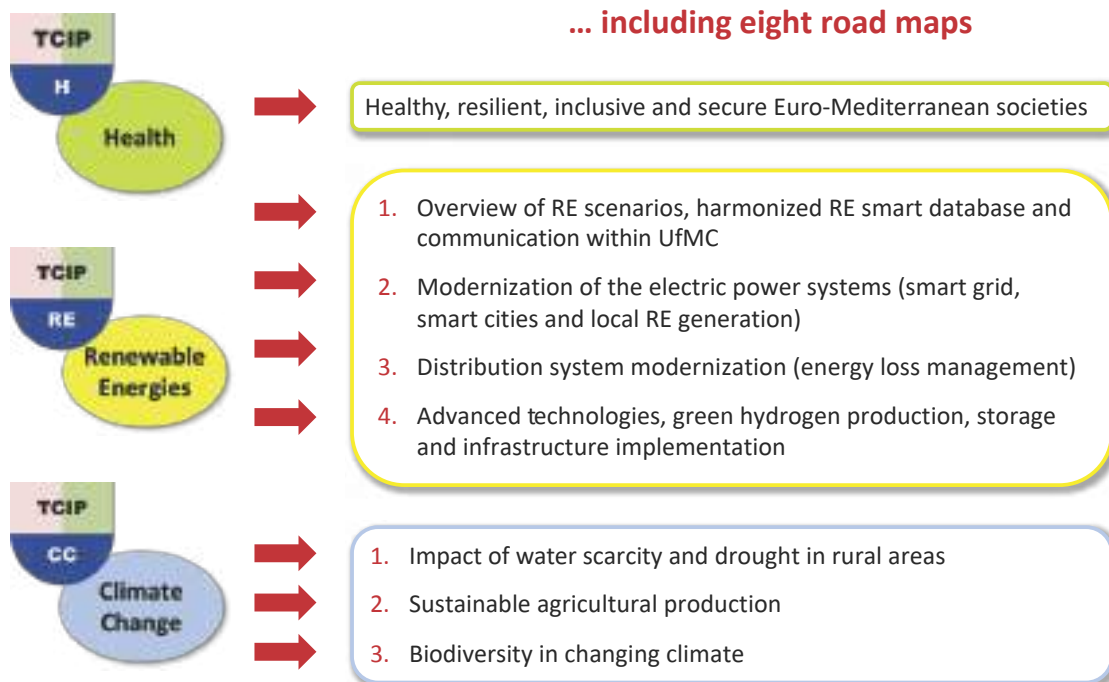 ... including eight road maps
TCIP
H
Health
Healthy, resilient, inclusive and secure Euro-Mediterranean societies
TCIP
RE
Renewable
Energies
1. Overview of RE scenarios, harmonized RE smart database and
communication within UfMC
2. Modernization of the electric power systems (smart grid,
smart cities and local RE generation)
3. Distribution system modernization (energy loss management)
4. Advanced technologies, green hydrogen production, storage
and infrastructure implementation
TCIP
CC
Climate
Change
1. Impact of water scarcity and drought in rural areas
2. Sustainable agricultural production
3. Biodiversity in changing climate